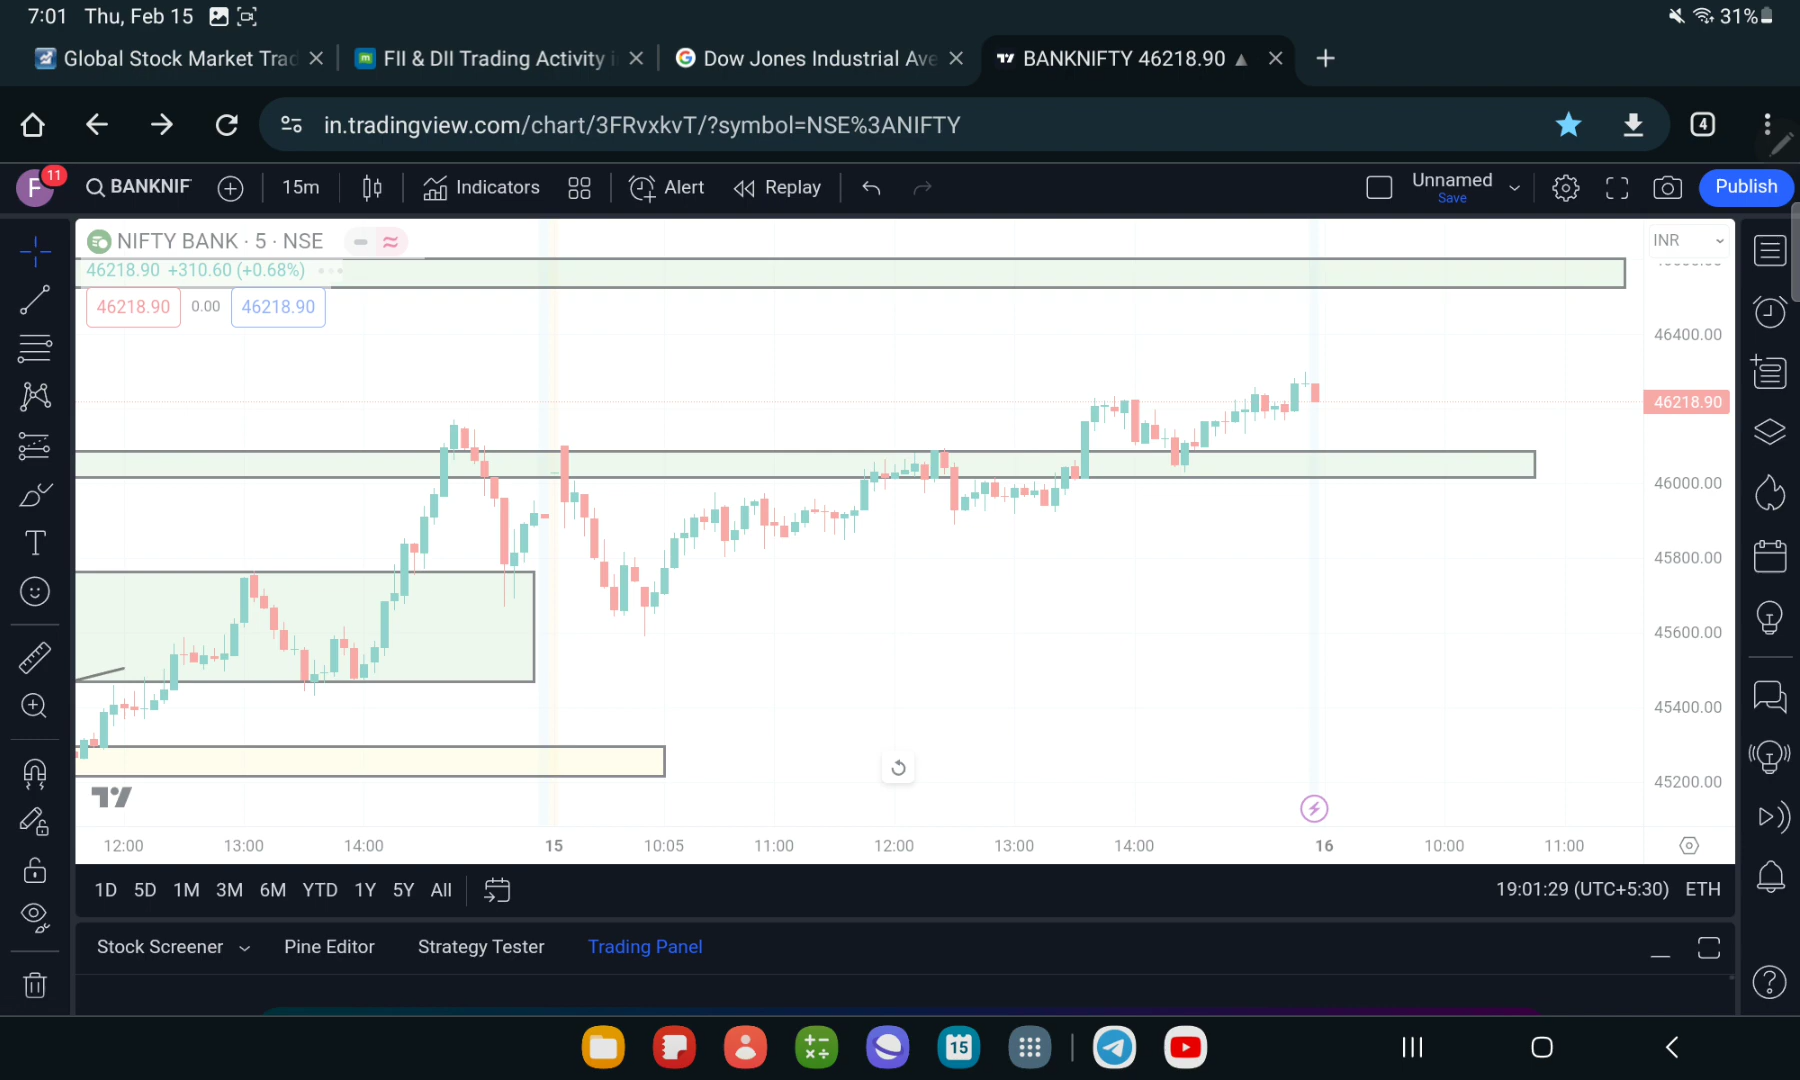 7:01 Thu, Feb 15
31%
Global Stock Market Trad
FII & DII Trading Activity i
Dow Jones Industrial Ave
BANKNIFTY 46218.90 ▲
in.tradingview.com/chart/3FRvxkvT/?symbol=NSE%3ANIFTY
4
F
11
BANKNIF
15m
Indicators
Alert
Replay
Unnamed
Save
Publish
NIFTY BANK · 5 · NSE
INR
46218.90 +310.60 (+0.68%)
46218.90
0.00
46218.90
46400.00
46218.90
46000.00
45800.00
45600.00
45400.00
45200.00
12:00
13:00
14:00
15
10:05
11:00
12:00
13:00
14:00
16
10:00
11:00
1D 5D 1M 3M 6M YTD 1Y 5Y All
19:01:29 (UTC+5:30) ETH
Stock Screener
Pine Editor
Strategy Tester
Trading Panel
15